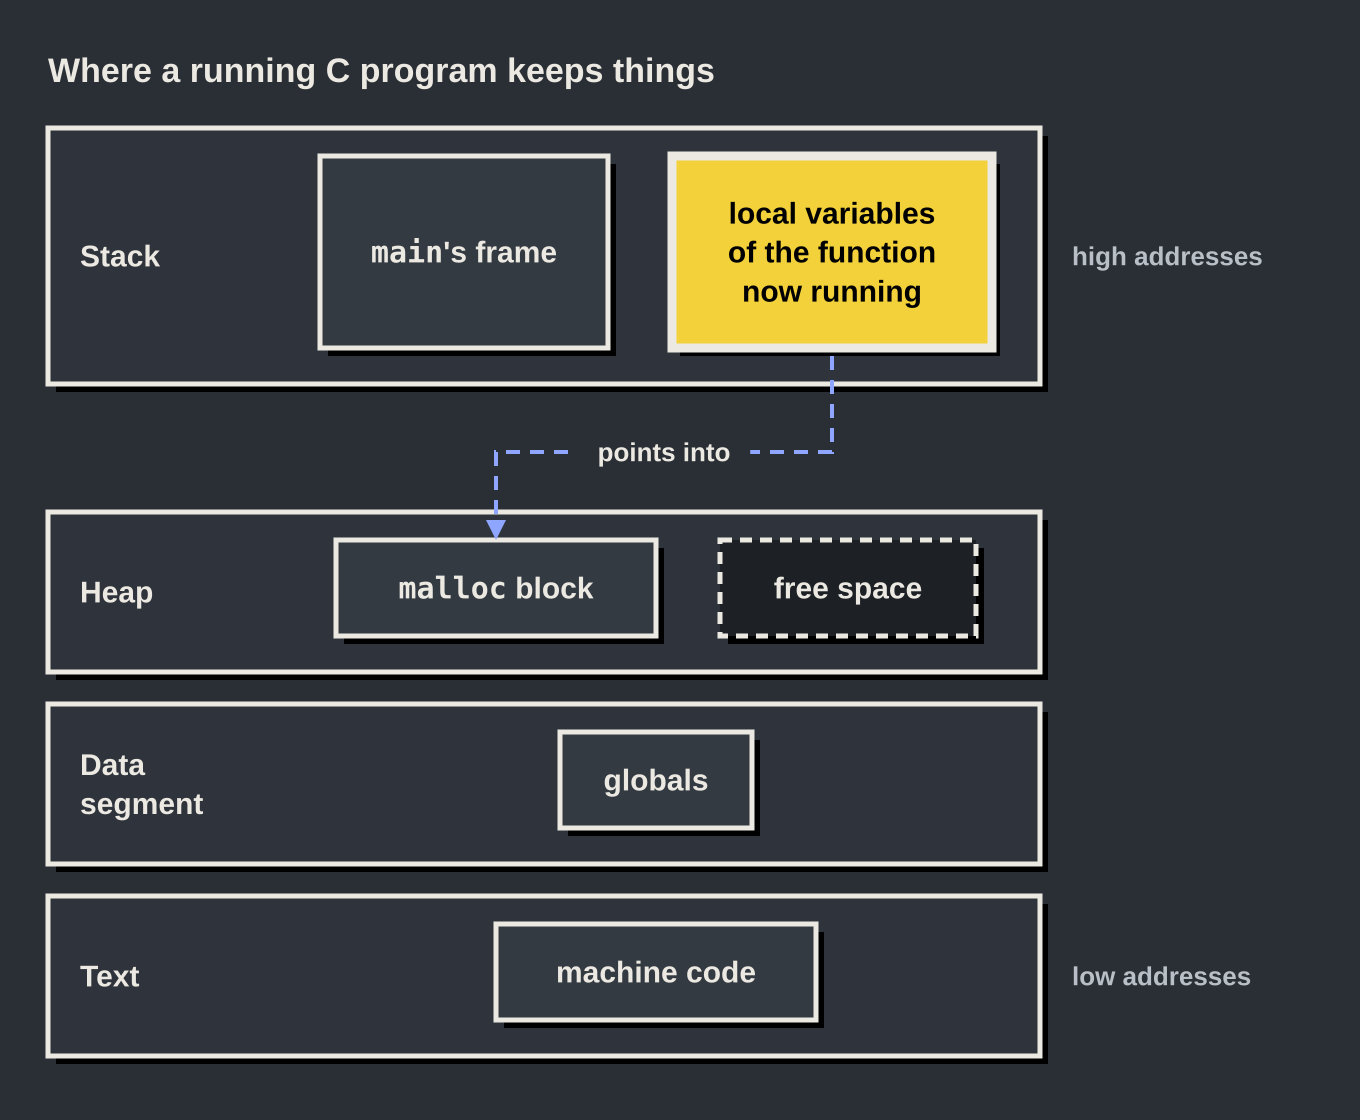 Where a running C program keeps things
Stack
main's frame
local variables
of the function
now running
high addresses
points into
Heap
malloc block
free space
Data
segment
globals
Text
machine code
low addresses